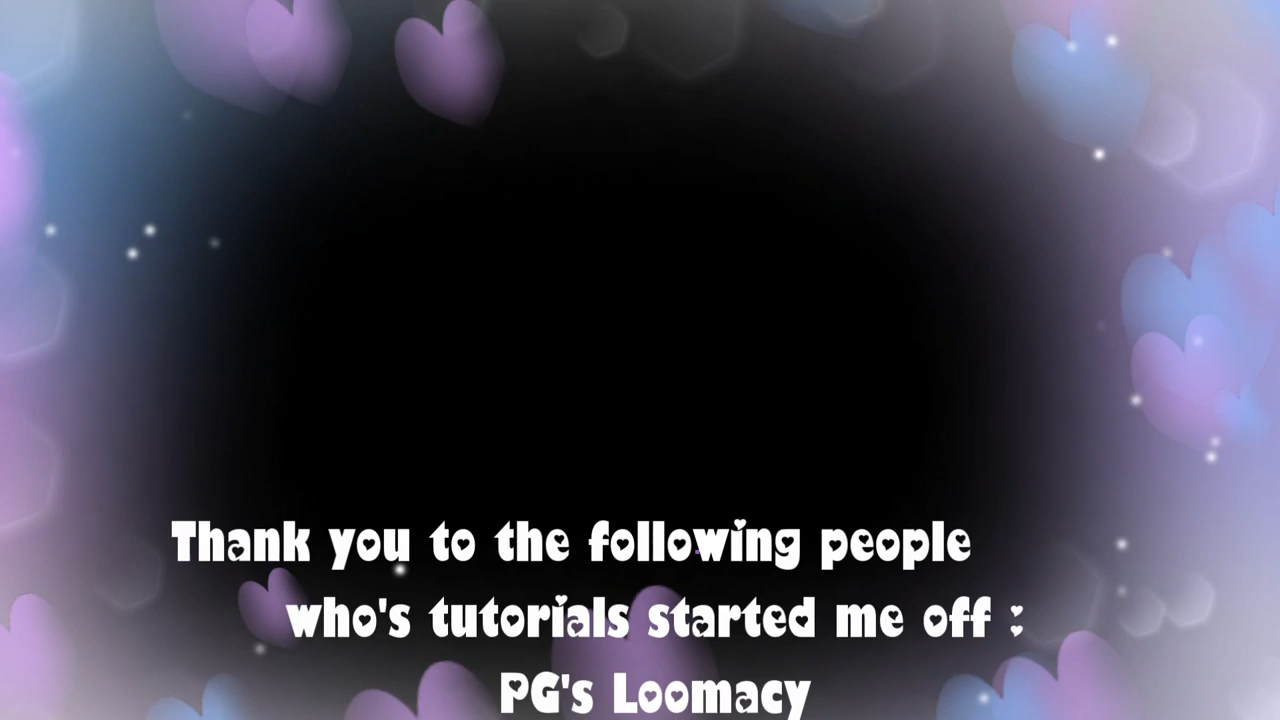 Thank you to the following people
who's tutorials started me off :
PG's Loomacy